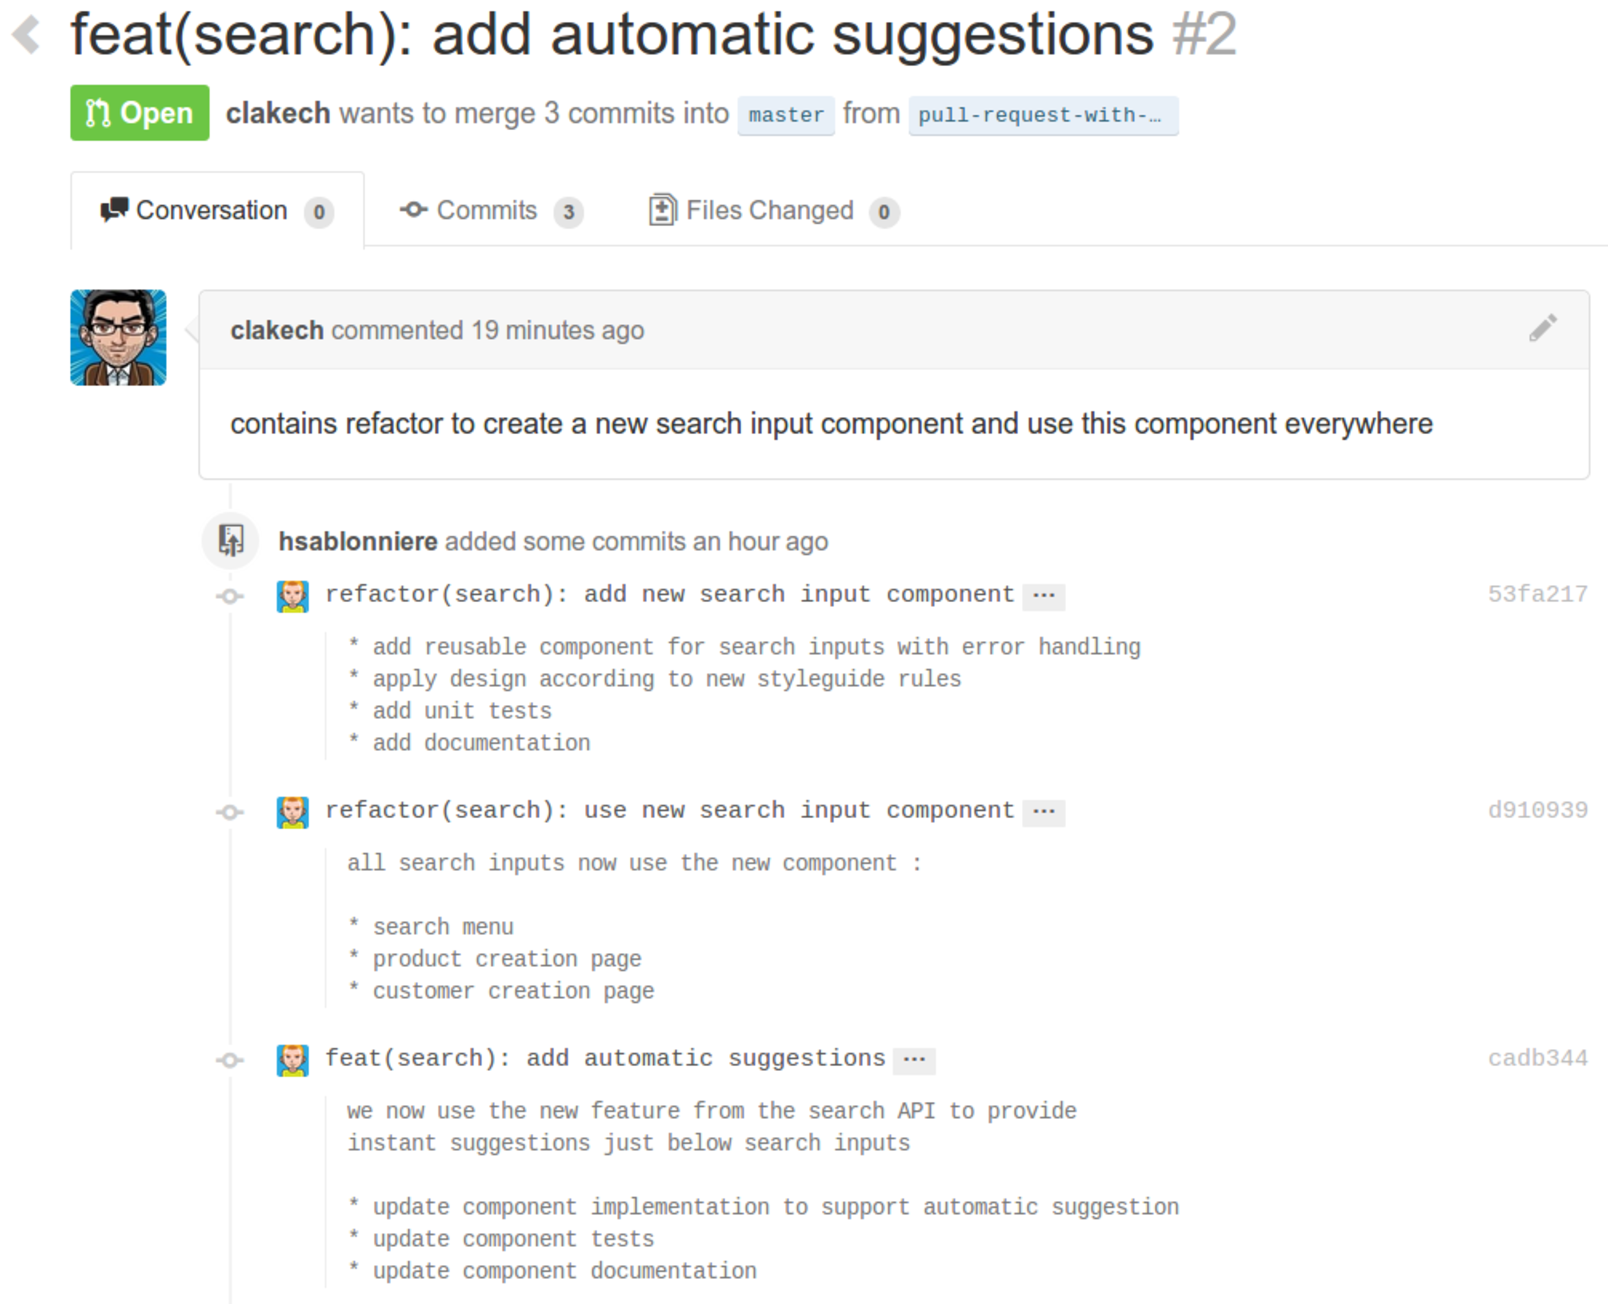 feat(search): add automatic suggestions #2
Open clakech wants to merge 3 commits into master from pull-request-with-…
Conversation 0 Commits 3 Files Changed 0
clakech commented 19 minutes ago
contains refactor to create a new search input component and use this component everywhere
hsablonniere added some commits an hour ago
refactor(search): add new search input component … 53fa217
* add reusable component for search inputs with error handling
* apply design according to new styleguide rules
* add unit tests
* add documentation
refactor(search): use new search input component … d910939
all search inputs now use the new component :
* search menu
* product creation page
* customer creation page
feat(search): add automatic suggestions … cadb344
we now use the new feature from the search API to provide
instant suggestions just below search inputs
* update component implementation to support automatic suggestion
* update component tests
* update component documentation